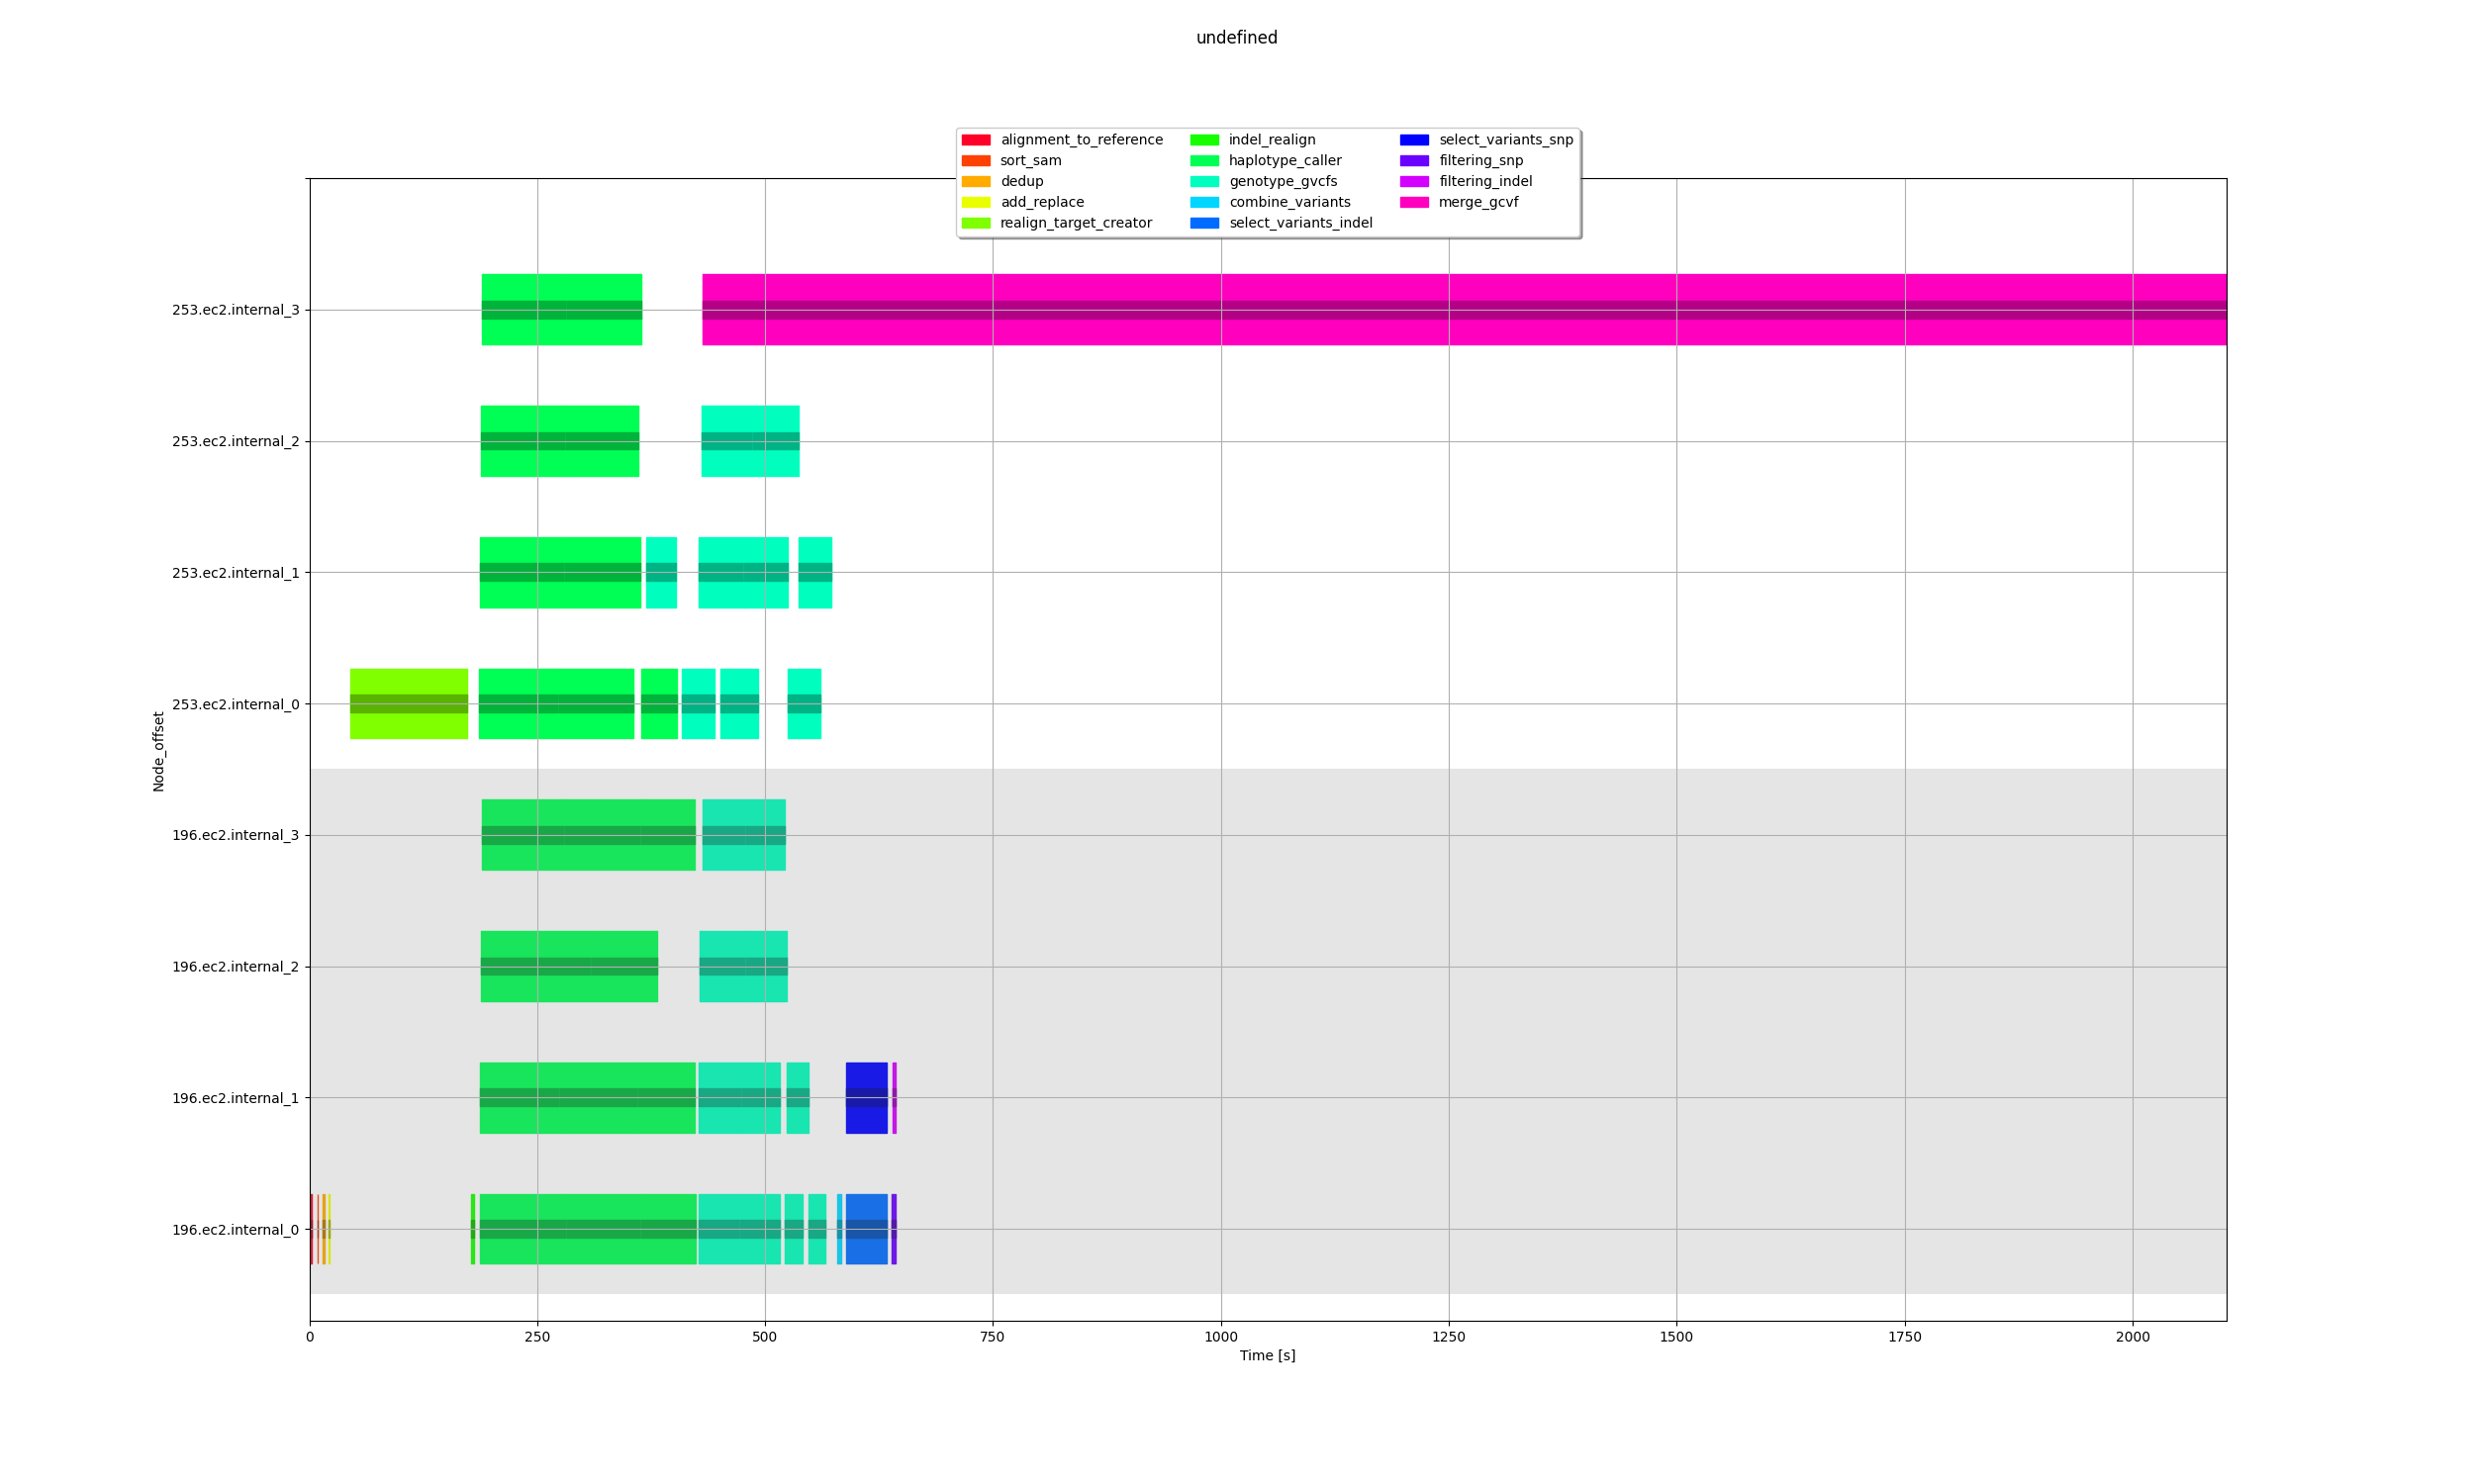 undefined
alignment_to_reference
sort_sam
dedup
add_replace
realign_target_creator
indel_realign
haplotype_caller
genotype_gvcfs
combine_variants
select_variants_indel
select_variants_snp
filtering_snp
filtering_indel
merge_gcvf
Node_offset
253.ec2.internal_3
253.ec2.internal_2
253.ec2.internal_1
253.ec2.internal_0
196.ec2.internal_3
196.ec2.internal_2
196.ec2.internal_1
196.ec2.internal_0
0 250 500 750 1000 1250 1500 1750 2000
Time [s]